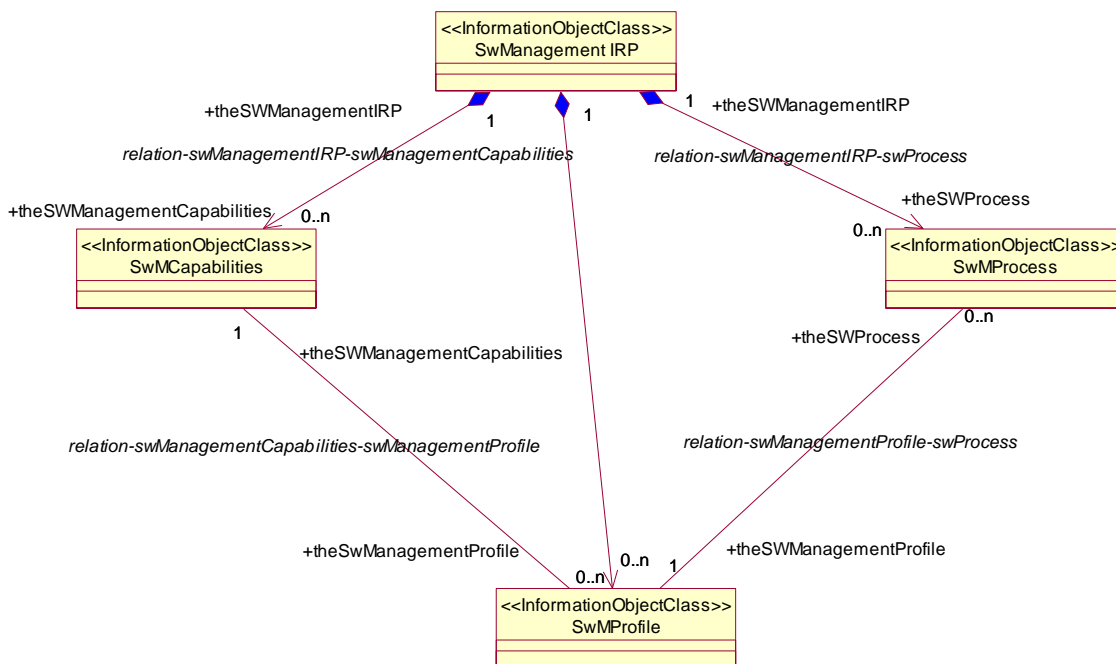 <<InformationObjectClass>>
SwManagement IRP
+theSWManagementIRP
1
1
1
+theSWManagementIRP
relation-swManagementIRP-swManagementCapabilities
relation-swManagementIRP-swProcess
+theSWManagementCapabilities
0..n
+theSWProcess
0..n
<<InformationObjectClass>>
SwMCapabilities
<<InformationObjectClass>>
SwMProcess
1
+theSWManagementCapabilities
0..n
+theSWProcess
relation-swManagementCapabilities-swManagementProfile
relation-swManagementProfile-swProcess
+theSwManagementProfile
0..n
0..n
1
+theSWManagementProfile
<<InformationObjectClass>>
SwMProfile